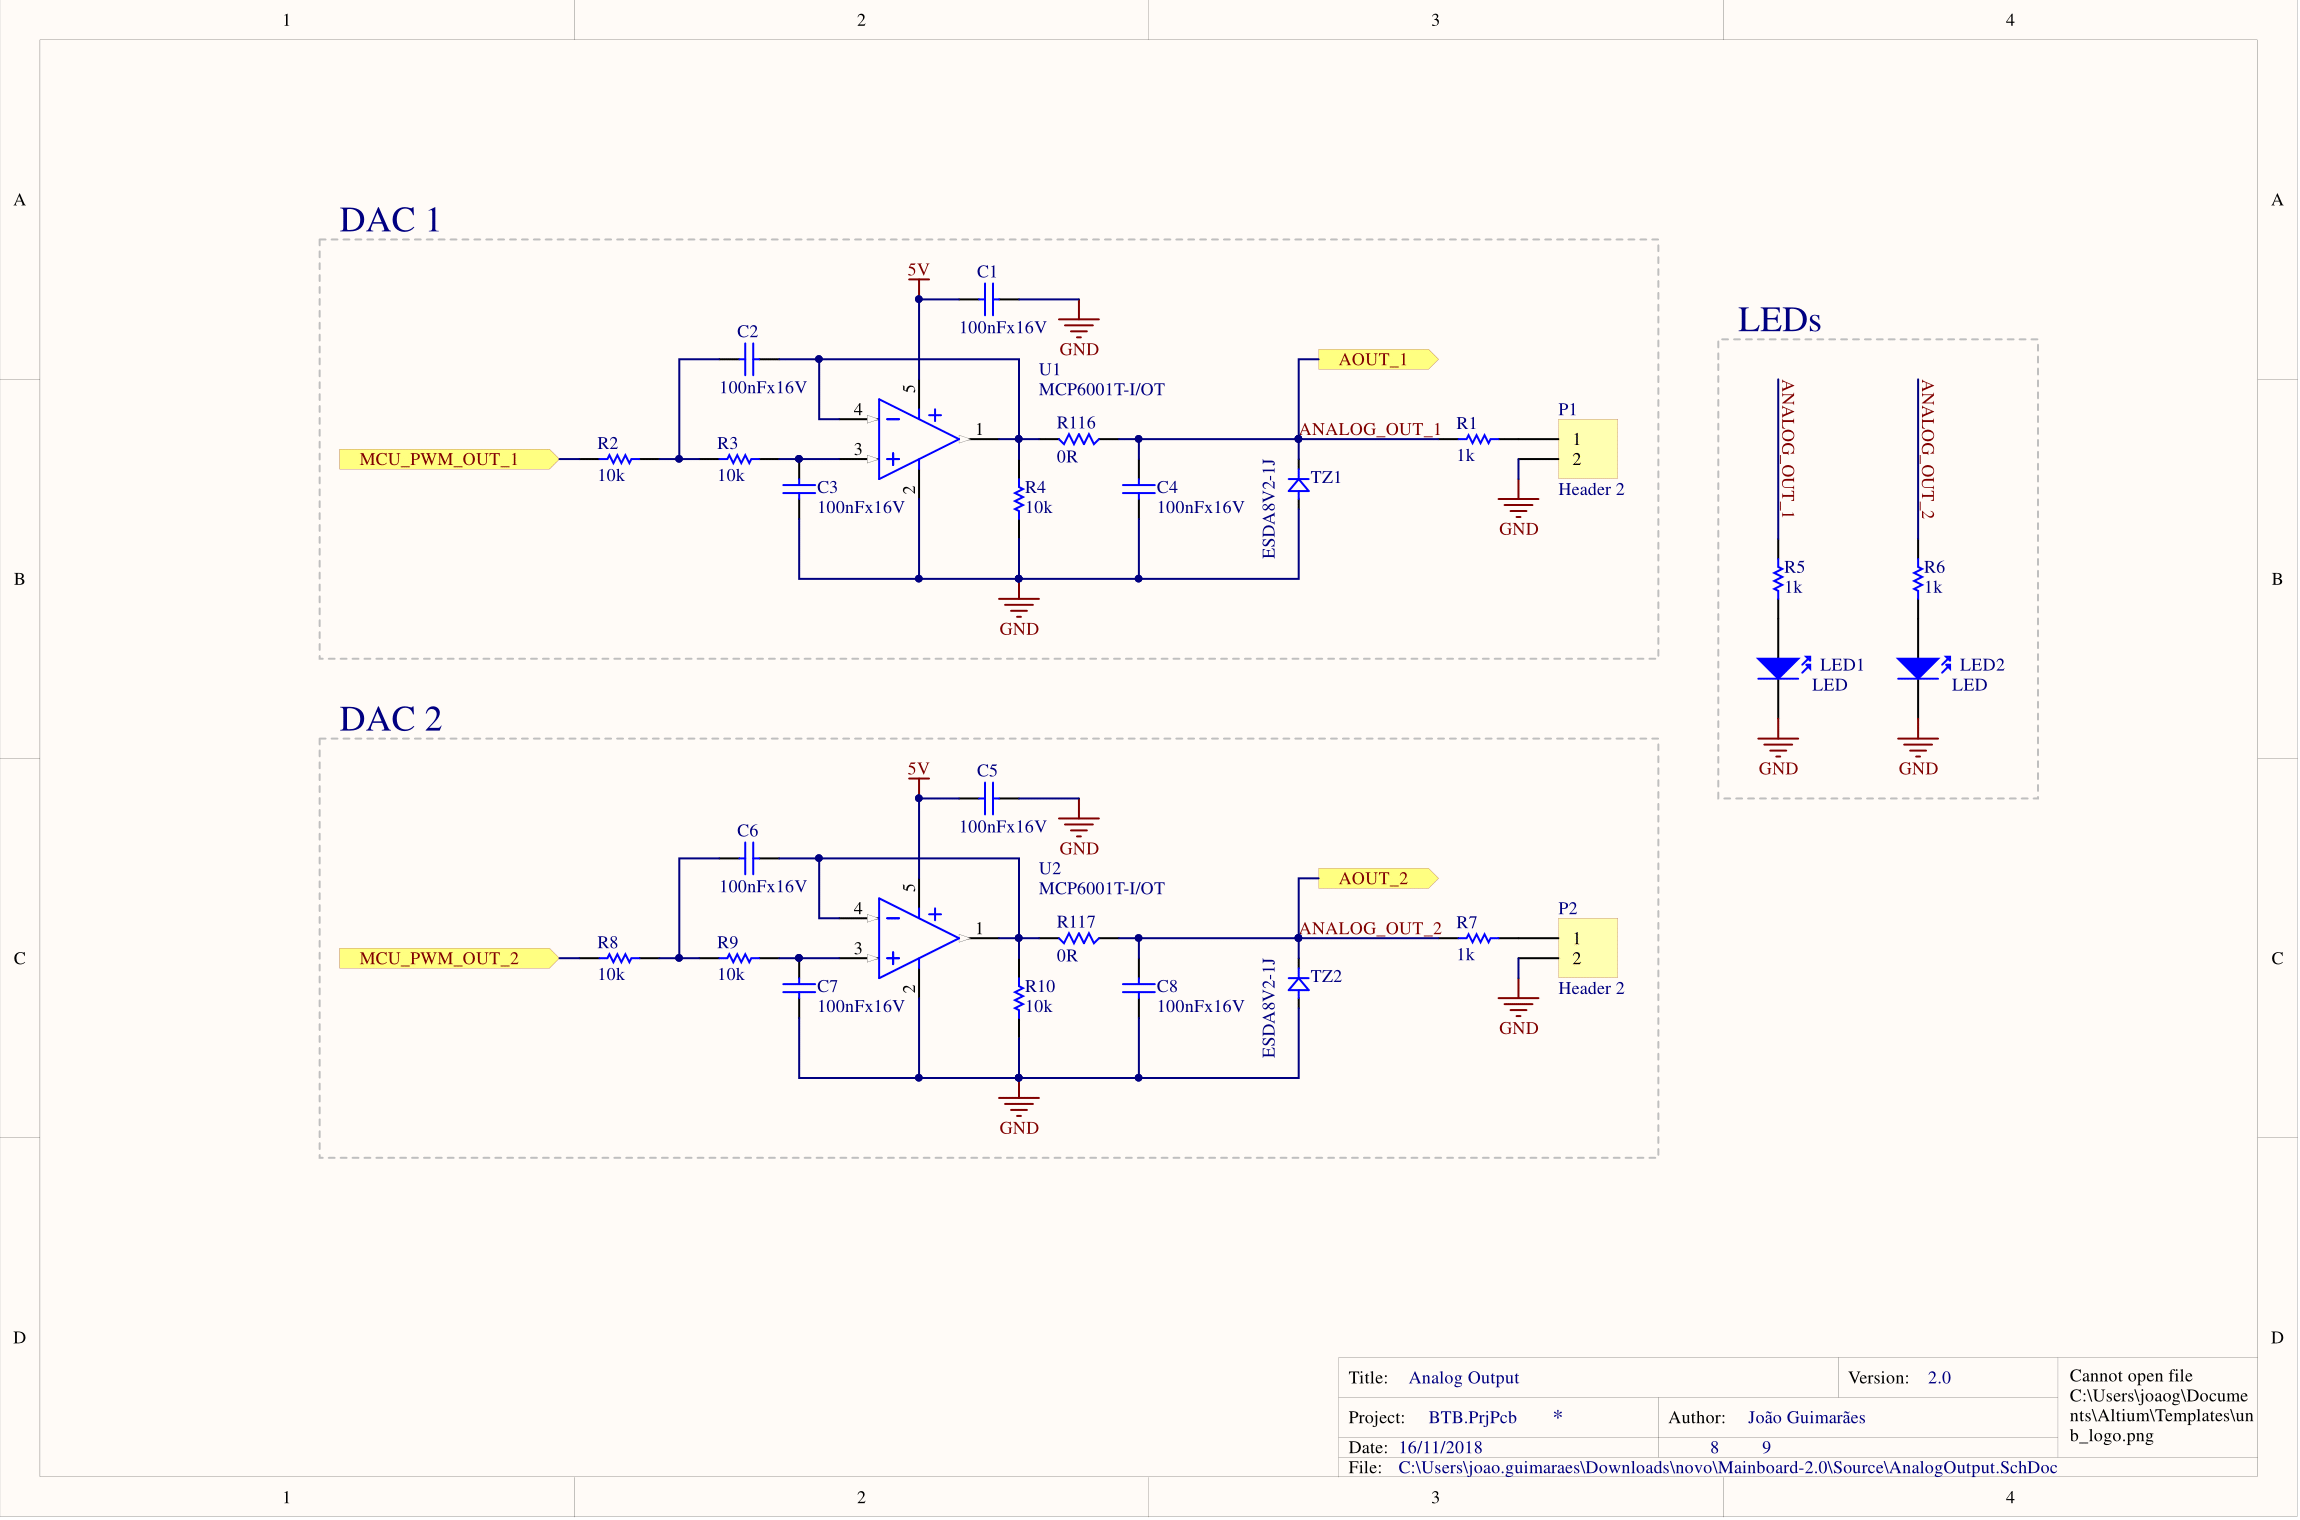 1 2 3 4
A A
B B
C C
D D
DAC 1
5V
C1
100nFx16V
GND
C2
100nFx16V
U1
MCP6001T-I/OT
AOUT_1
MCU_PWM_OUT_1
R2
10k
R3
10k
C3
100nFx16V
4
3
5
2
1
R116
0R
R4
10k
C4
100nFx16V
ESDA8V2-1J
TZ1
ANALOG_OUT_1
R1
1k
P1
1
2
Header 2
GND
GND
LEDs
ANALOG_OUT_1
ANALOG_OUT_2
R5
1k
R6
1k
LED1
LED
LED2
LED
GND
GND
DAC 2
5V
C5
100nFx16V
GND
C6
100nFx16V
U2
MCP6001T-I/OT
AOUT_2
MCU_PWM_OUT_2
R8
10k
R9
10k
C7
100nFx16V
4
3
5
2
1
R117
0R
R10
10k
C8
100nFx16V
ESDA8V2-1J
TZ2
ANALOG_OUT_2
R7
1k
P2
1
2
Header 2
GND
GND
Title: Analog Output
Version: 2.0
Project: BTB.PrjPcb *
Author: João Guimarães
Date: 16/11/2018
8 9
File: C:\Users\joao.guimaraes\Downloads\novo\Mainboard-2.0\Source\AnalogOutput.SchDoc
Cannot open file
C:\Users\joaog\Docume
nts\Altium\Templates\un
b_logo.png
1 2 3 4